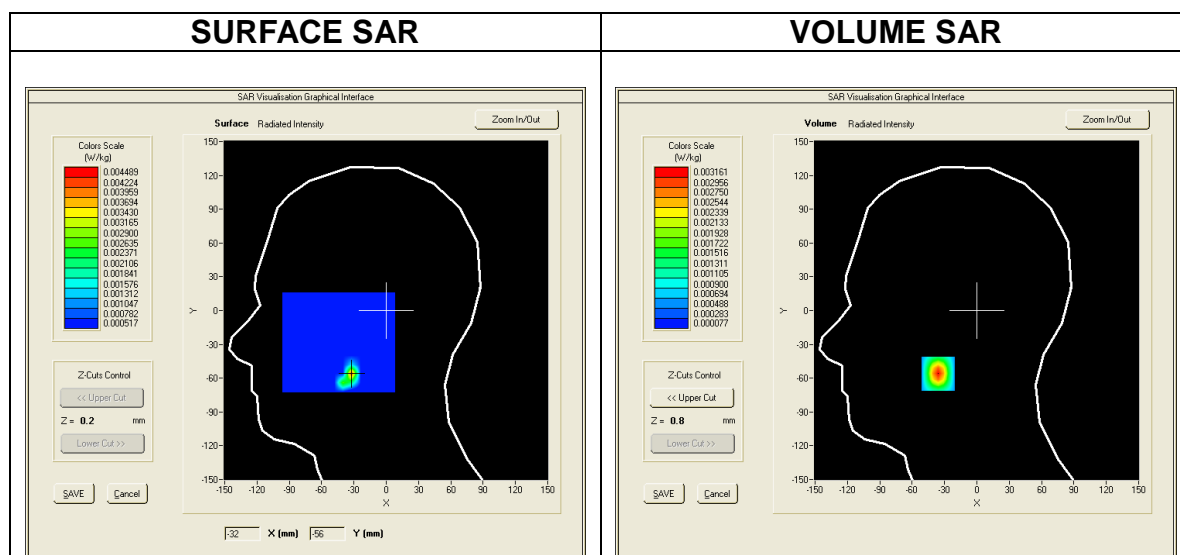 SURFACE SAR
SAR Visualisation Graphical Interface
Surface Radiated Intensity
Zoom In/Out
Colors Scale
(W/kg)
0.004489
0.004224
0.003959
0.003694
0.003430
0.003165
0.002900
0.002635
0.002371
0.002106
0.001841
0.001576
0.001312
0.001047
0.000782
0.000517
Z-Cuts Control
<< Upper Cut
Z = 0.2 mm
Lower Cut >>
SAVE Cancel
150
120
90
60
30
0
-30
-60
-90
-120
-150
Y
-150 -120 -90 -60 -30 0 30 60 90 120 150
X
-32 X (mm) -56 Y (mm)
VOLUME SAR
SAR Visualisation Graphical Interface
Volume Radiated Intensity
Zoom In/Out
Colors Scale
(W/kg)
0.003161
0.002956
0.002750
0.002544
0.002339
0.002133
0.001928
0.001722
0.001516
0.001311
0.001105
0.000900
0.000694
0.000488
0.000283
0.000077
Z-Cuts Control
<< Upper Cut
Z = 0.8 mm
Lower Cut >>
SAVE Cancel
150
120
90
60
30
0
-30
-60
-90
-120
-150
Y
-150 -120 -90 -60 -30 0 30 60 90 120 150
X